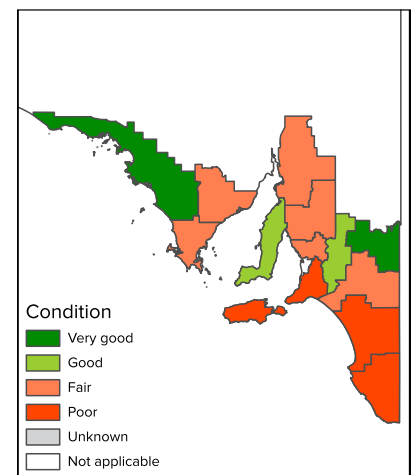 Condition
Very good
Good
Fair
Poor
Unknown
Not applicable